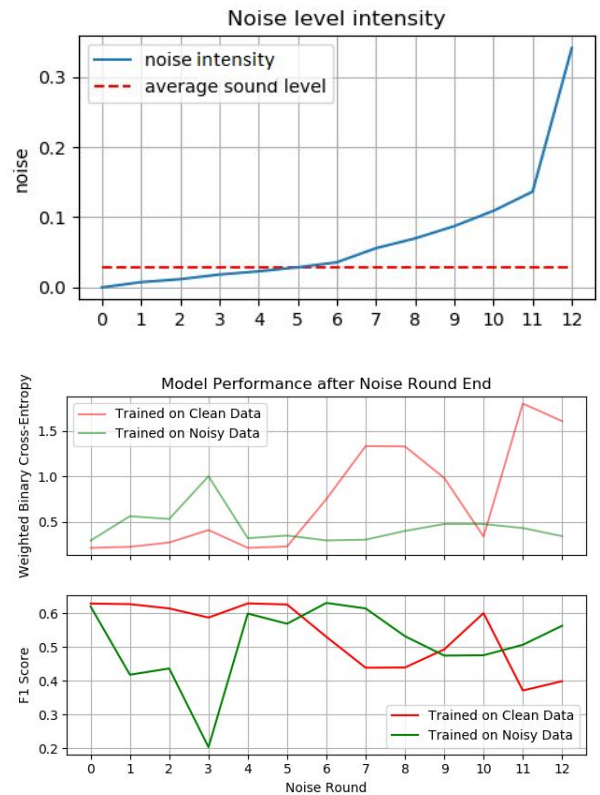 Noise level intensity
noise intensity
average sound level
noise
0.3
0.2
0.1
0.0
0 1 2 3 4 5 6 7 8 9 10 11 12
Model Performance after Noise Round End
Trained on Clean Data
Trained on Noisy Data
Weighted Binary Cross-Entropy
1.5
1.0
0.5
F1 Score
0.6
0.5
0.4
0.3
0.2
Trained on Clean Data
Trained on Noisy Data
0 1 2 3 4 5 6 7 8 9 10 11 12
Noise Round